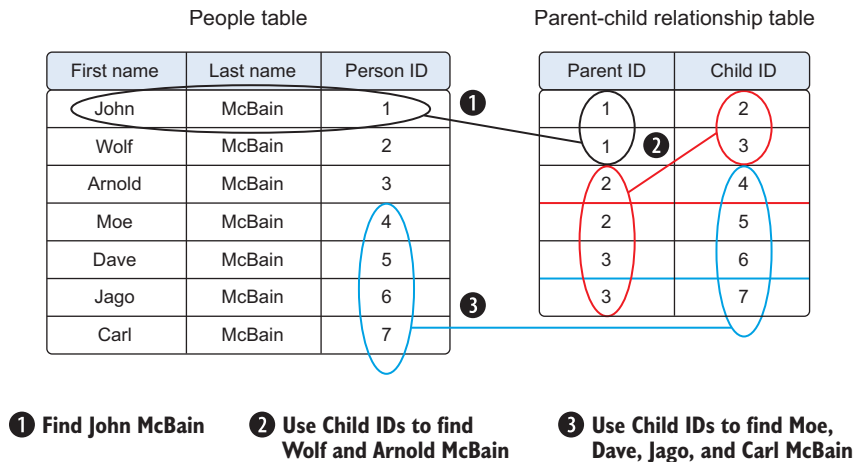 People table
Parent-child relationship table
First name Last name Person ID
John McBain 1
Wolf McBain 2
Arnold McBain 3
Moe McBain 4
Dave McBain 5
Jago McBain 6
Carl McBain 7
1
3
Parent ID Child ID
1 2
1 2 3
2 4
2 5
3 6
3 7
1 Find John McBain
2 Use Child IDs to find
Wolf and Arnold McBain
3 Use Child IDs to find Moe,
Dave, Jago, and Carl McBain